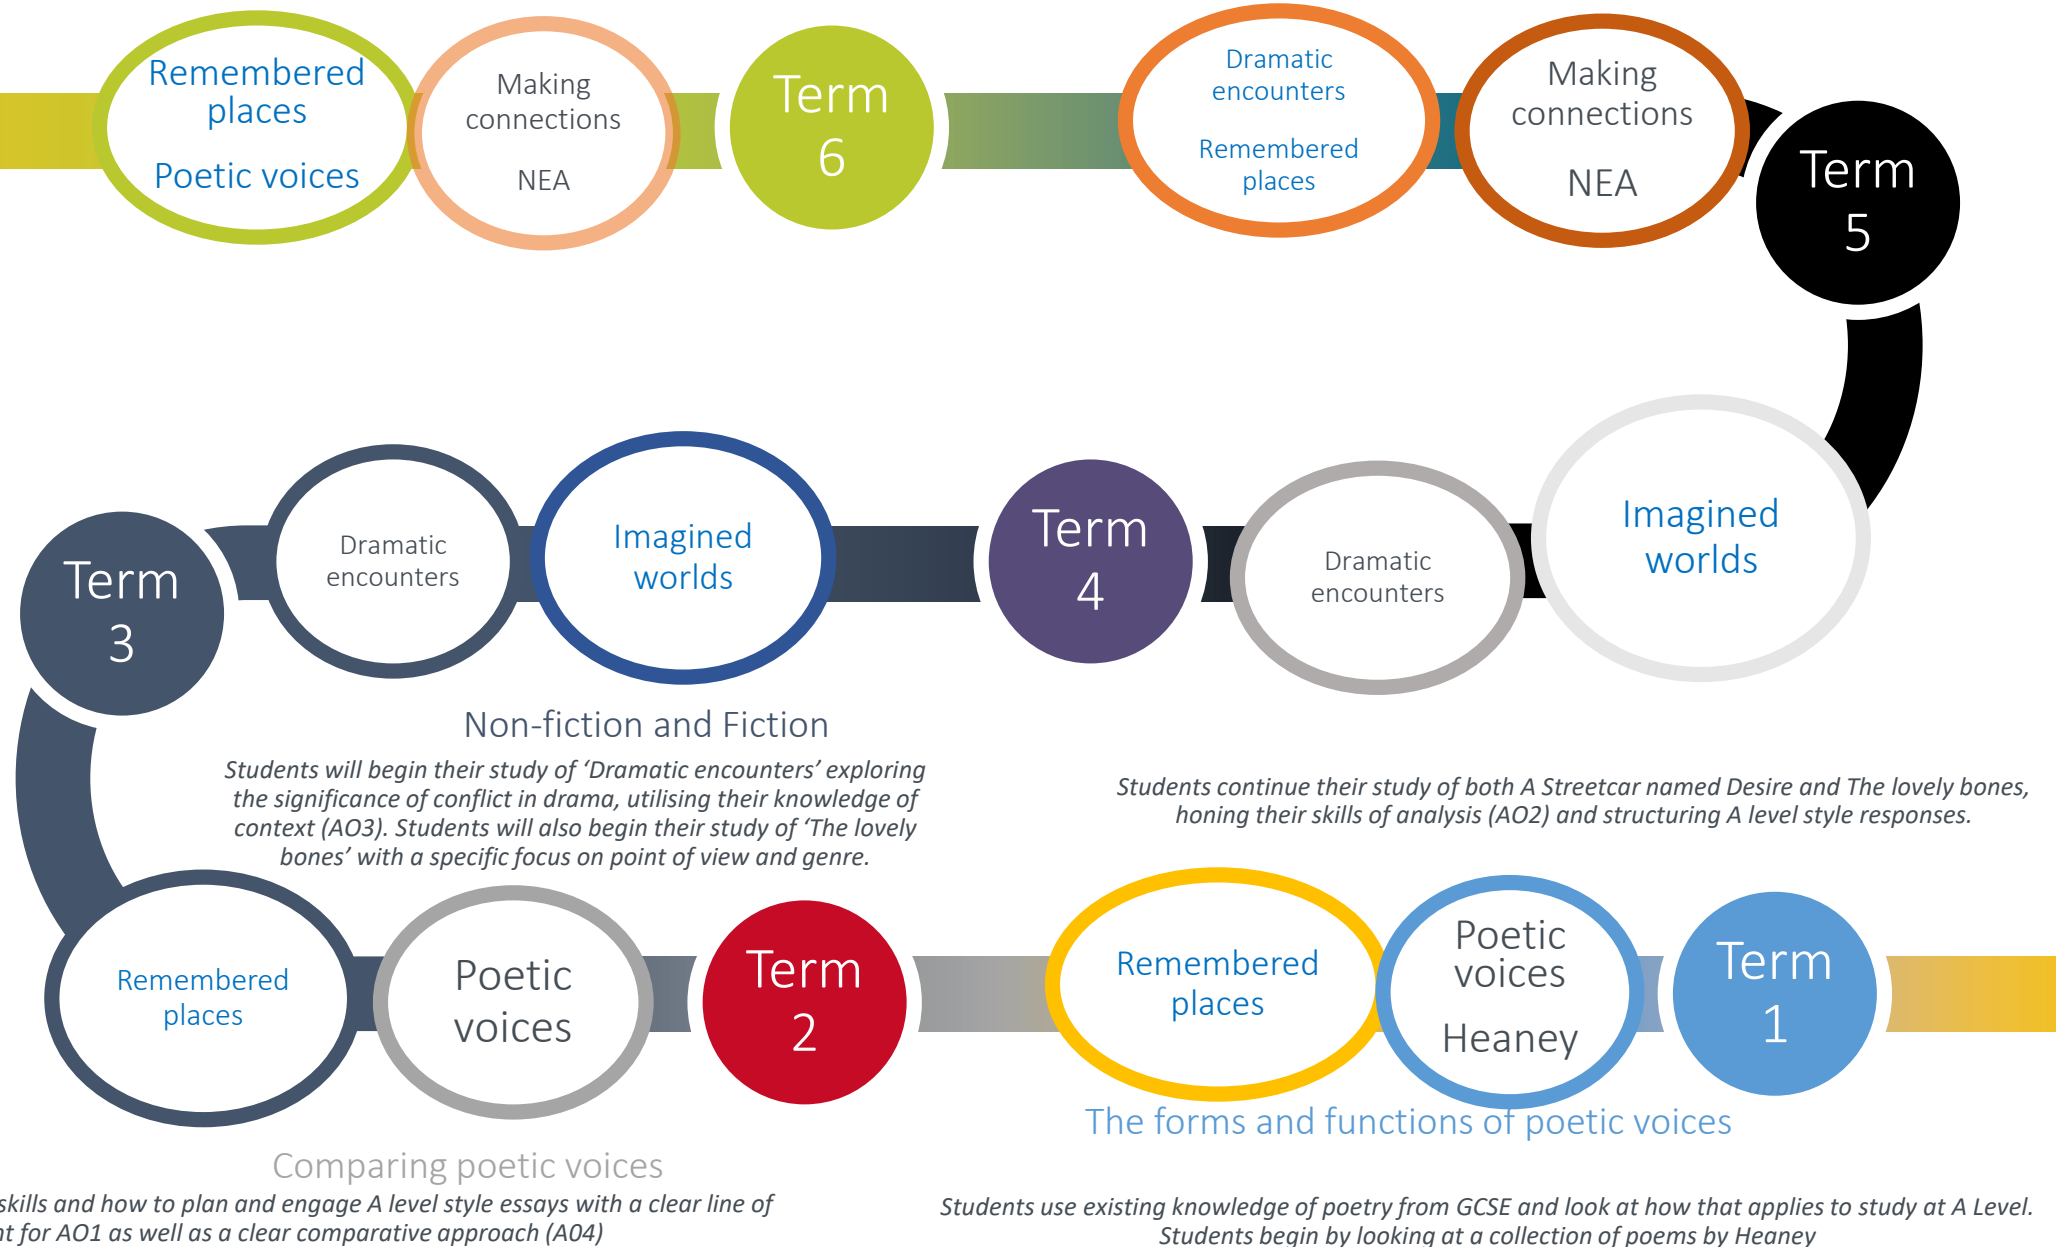 Remembered
places
Poetic voices
Making
connections
NEA
Term
6
Dramatic
encounters
Remembered
places
Making
connections
NEA
Term
5
Term
3
Dramatic
encounters
Imagined
worlds
Term
4
Dramatic
encounters
Imagined
worlds
Non-fiction and Fiction
Students will begin their study of ‘Dramatic encounters’ exploring
the significance of conflict in drama, utilising their knowledge of
context (AO3). Students will also begin their study of ‘The lovely
bones’ with a specific focus on point of view and genre.
Students continue their study of both A Streetcar named Desire and The lovely bones,
honing their skills of analysis (AO2) and structuring A level style responses.
Remembered
places
Poetic
voices
Term
2
Remembered
places
Poetic
voices
Heaney
Term
1
The forms and functions of poetic voices
Comparing poetic voices
skills and how to plan and engage A level style essays with a clear line of
for AO1 as well as a clear comparative approach (A04)
Students use existing knowledge of poetry from GCSE and look at how that applies to study at A Level.
Students begin by looking at a collection of poems by Heaney